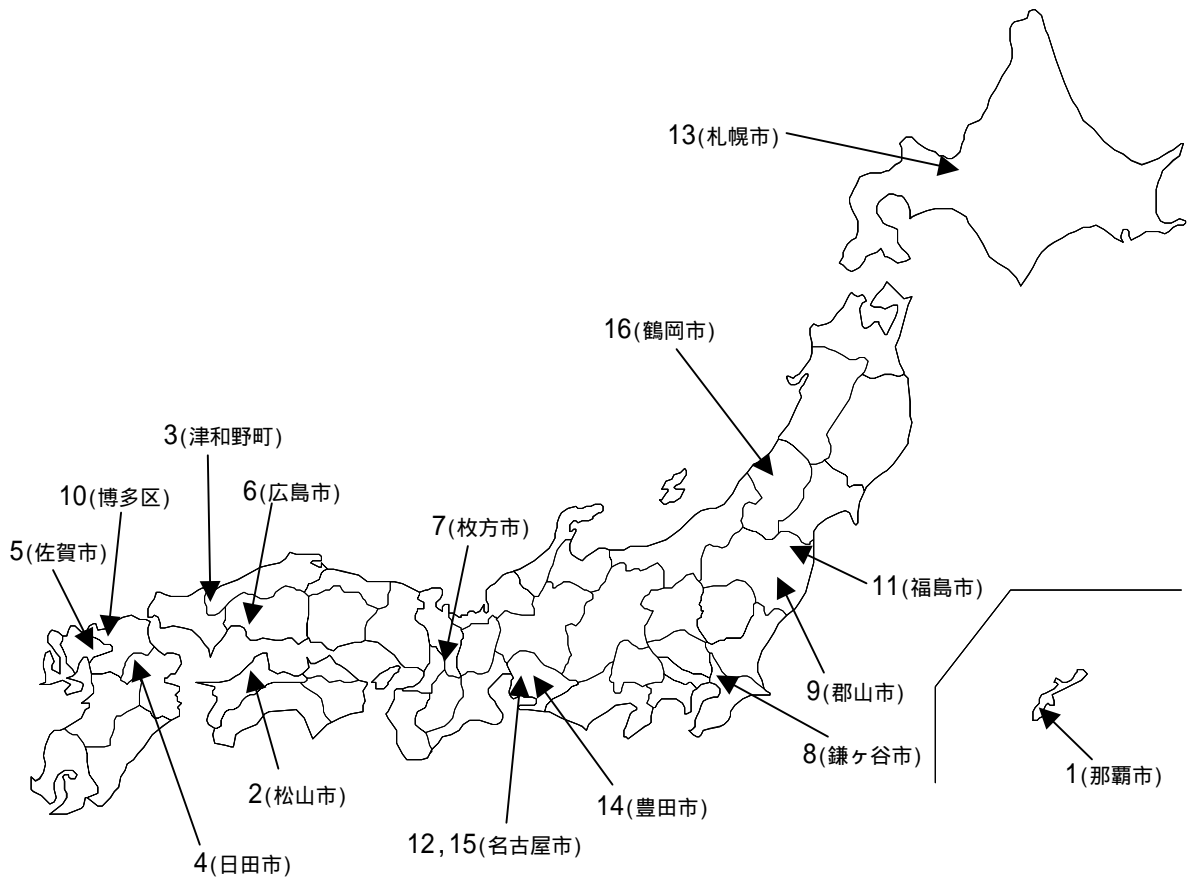 13(札幌市)
16(鶴岡市)
3(津和野町)
10(博多区)
6(広島市)
7(枚方市)
5(佐賀市)
11(福島市)
9(郡山市)
8(鎌ヶ谷市)
1(那覇市)
2(松山市)
14(豊田市)
12,15(名古屋市)
4(日田市)